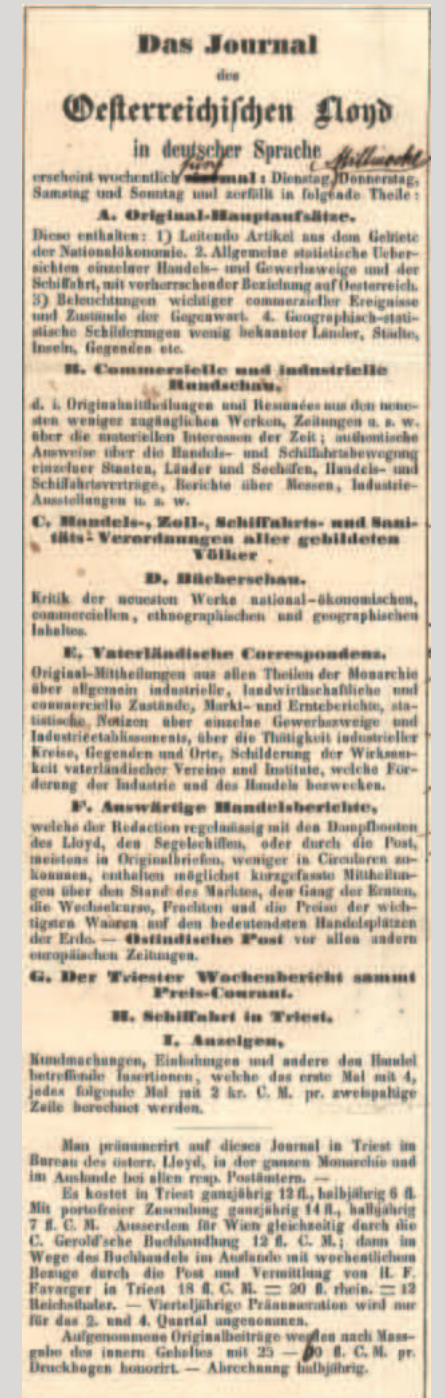 Das Journal
des
Oesterreichischen Lloyd
in deutscher Sprache
fünf Mittwoch
erscheint wöchentlich mal: Dienstag, Donnerstag,
Samstag und Sonntag und zerfällt in folgende Theile:
A. Original-Hauptaufsätze.
Diese enthalten: 1) Leitende Artikel aus dem Gebiete
der Nationalökonomie. 2. Allgemeine statistische Ueber-
sichten einzelner Handels- und Gewerbszweige und der
Schiffahrt, mit vorherrschender Beziehung auf Oesterreich.
3) Beleuchtungen wichtiger commerzieller Ereignisse
und Zustände der Gegenwart. 4. Geographisch-stati-
stische Schilderungen wenig bekannter Länder, Städte,
Inseln, Gegenden etc.
B. Commerzielle und industrielle
Rundschau,
d. i. Originalmittheilungen und Resumées aus den neue-
sten weniger zugänglichen Werken, Zeitungen u. s. w.
über die materiellen Interessen der Zeit; authentische
Ausweise über die Handels- und Schiffahrtsbewegung
einzelner Staaten, Länder und Seehäfen, Handels- und
Schiffahrtsverträge, Berichte über Messen, Industrie-
Ausstellungen u. s. w.
C. Handels-, Zoll-, Schiffahrts- und Sani-
täts-Verordnungen aller gebildeten
Völker
D. Bücherschau.
Kritik der neuesten Werke national-ökonomischen,
commerciellen, ethnographischen und geographischen
Inhaltes.
E. Vaterländische Correspondenz.
Original-Mittheilungen aus allen Theilen der Monarchie
über allgemein industrielle, landwirthschaftliche und
commerzielle Zustände, Markt- und Ernteberichte, sta-
tistische Notizen über einzelne Gewerbszweige und
Industrieetablissements, über die Thätigkeit industrieller
Kreise, Gegenden und Orte, Schilderung der Wirksam-
keit vaterländischer Vereine und Institute, welche För-
derung der Industrie und des Handels bezwecken.
F. Auswärtige Handelsberichte,
welche der Redaction regelmässig mit den Dampfbooten
des Lloyd, den Segelschiffen, oder durch die Post,
meistens in Originalbriefen, weniger in Circularen zu-
kommen, enthalten möglichst kurzgefasste Mittheilun-
gen über den Stand des Marktes, den Gang der Ernten,
die Wechselcurse, Frachten und die Preise der wich-
tigsten Waaren auf den bedeutendsten Handelsplätzen
der Erde. — Ostindische Post vor allen andern
europäischen Zeitungen.
G. Der Triester Wochenbericht sammt
Preis-Courant.
H. Schiffahrt in Triest.
I. Anzeigen,
Kundmachungen, Einladungen und andere den Handel
betreffende Insertionen, welche das erste Mal mit 4,
jedes folgende Mal mit 2 kr. C. M. pr. zweispaltige
Zeile berechnet werden.
Man pränumerirt auf dieses Journal in Triest im
Bureau des österr. Lloyd, in der ganzen Monarchie und
im Auslande bei allen resp. Postämtern. —
Es kostet in Triest ganzjährig 12 fl., halbjährig 6 fl.
Mit portofreier Zusendung ganzjährig 14 fl., halbjährig
7 fl. C. M. Ausserdem für Wien gleichzeitig durch die
C. Gerold'sche Buchhandlung 12 fl. C. M.; dann im
Wege des Buchhandels im Auslande mit wochentlichem
Bezuge durch die Post und Vermittlung von H. F.
Favarger in Triest 18 fl. C. M. = 20 fl. rhein. = 12
Reichsthaler. — Vierteljährige Pränumeration wird nur
für das 2. und 4. Quartal angenommen.
Aufgenommene Originalbeiträge werden nach Mass-
gabe des innern Gehaltes mit 25 — fl. C. M. pr.
Druckbogen honorirt. — Abrechnung halbjährig.